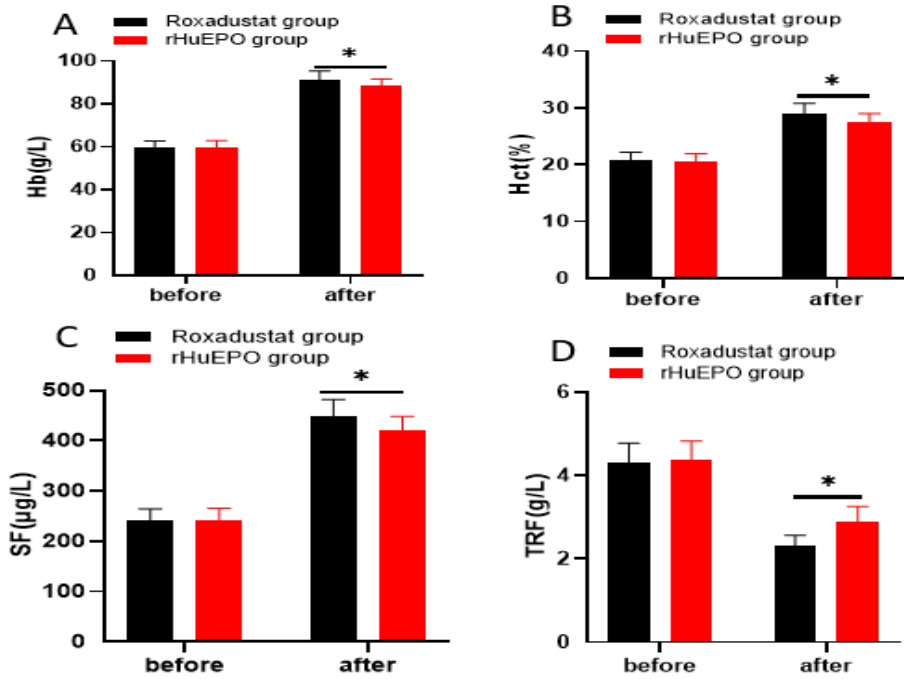 A
Roxadustat group
rHuEPO group
Hb(g/L)
100
80
60
40
20
0
*
before
after
B
Roxadustat group
rHuEPO group
Hct(%)
40
30
20
10
0
*
before
after
C
Roxadustat group
rHuEPO group
SF(µg/L)
500
400
300
200
100
0
*
before
after
D
Roxadustat group
rHuEPO group
TRF(g/L)
6
4
2
0
*
before
after